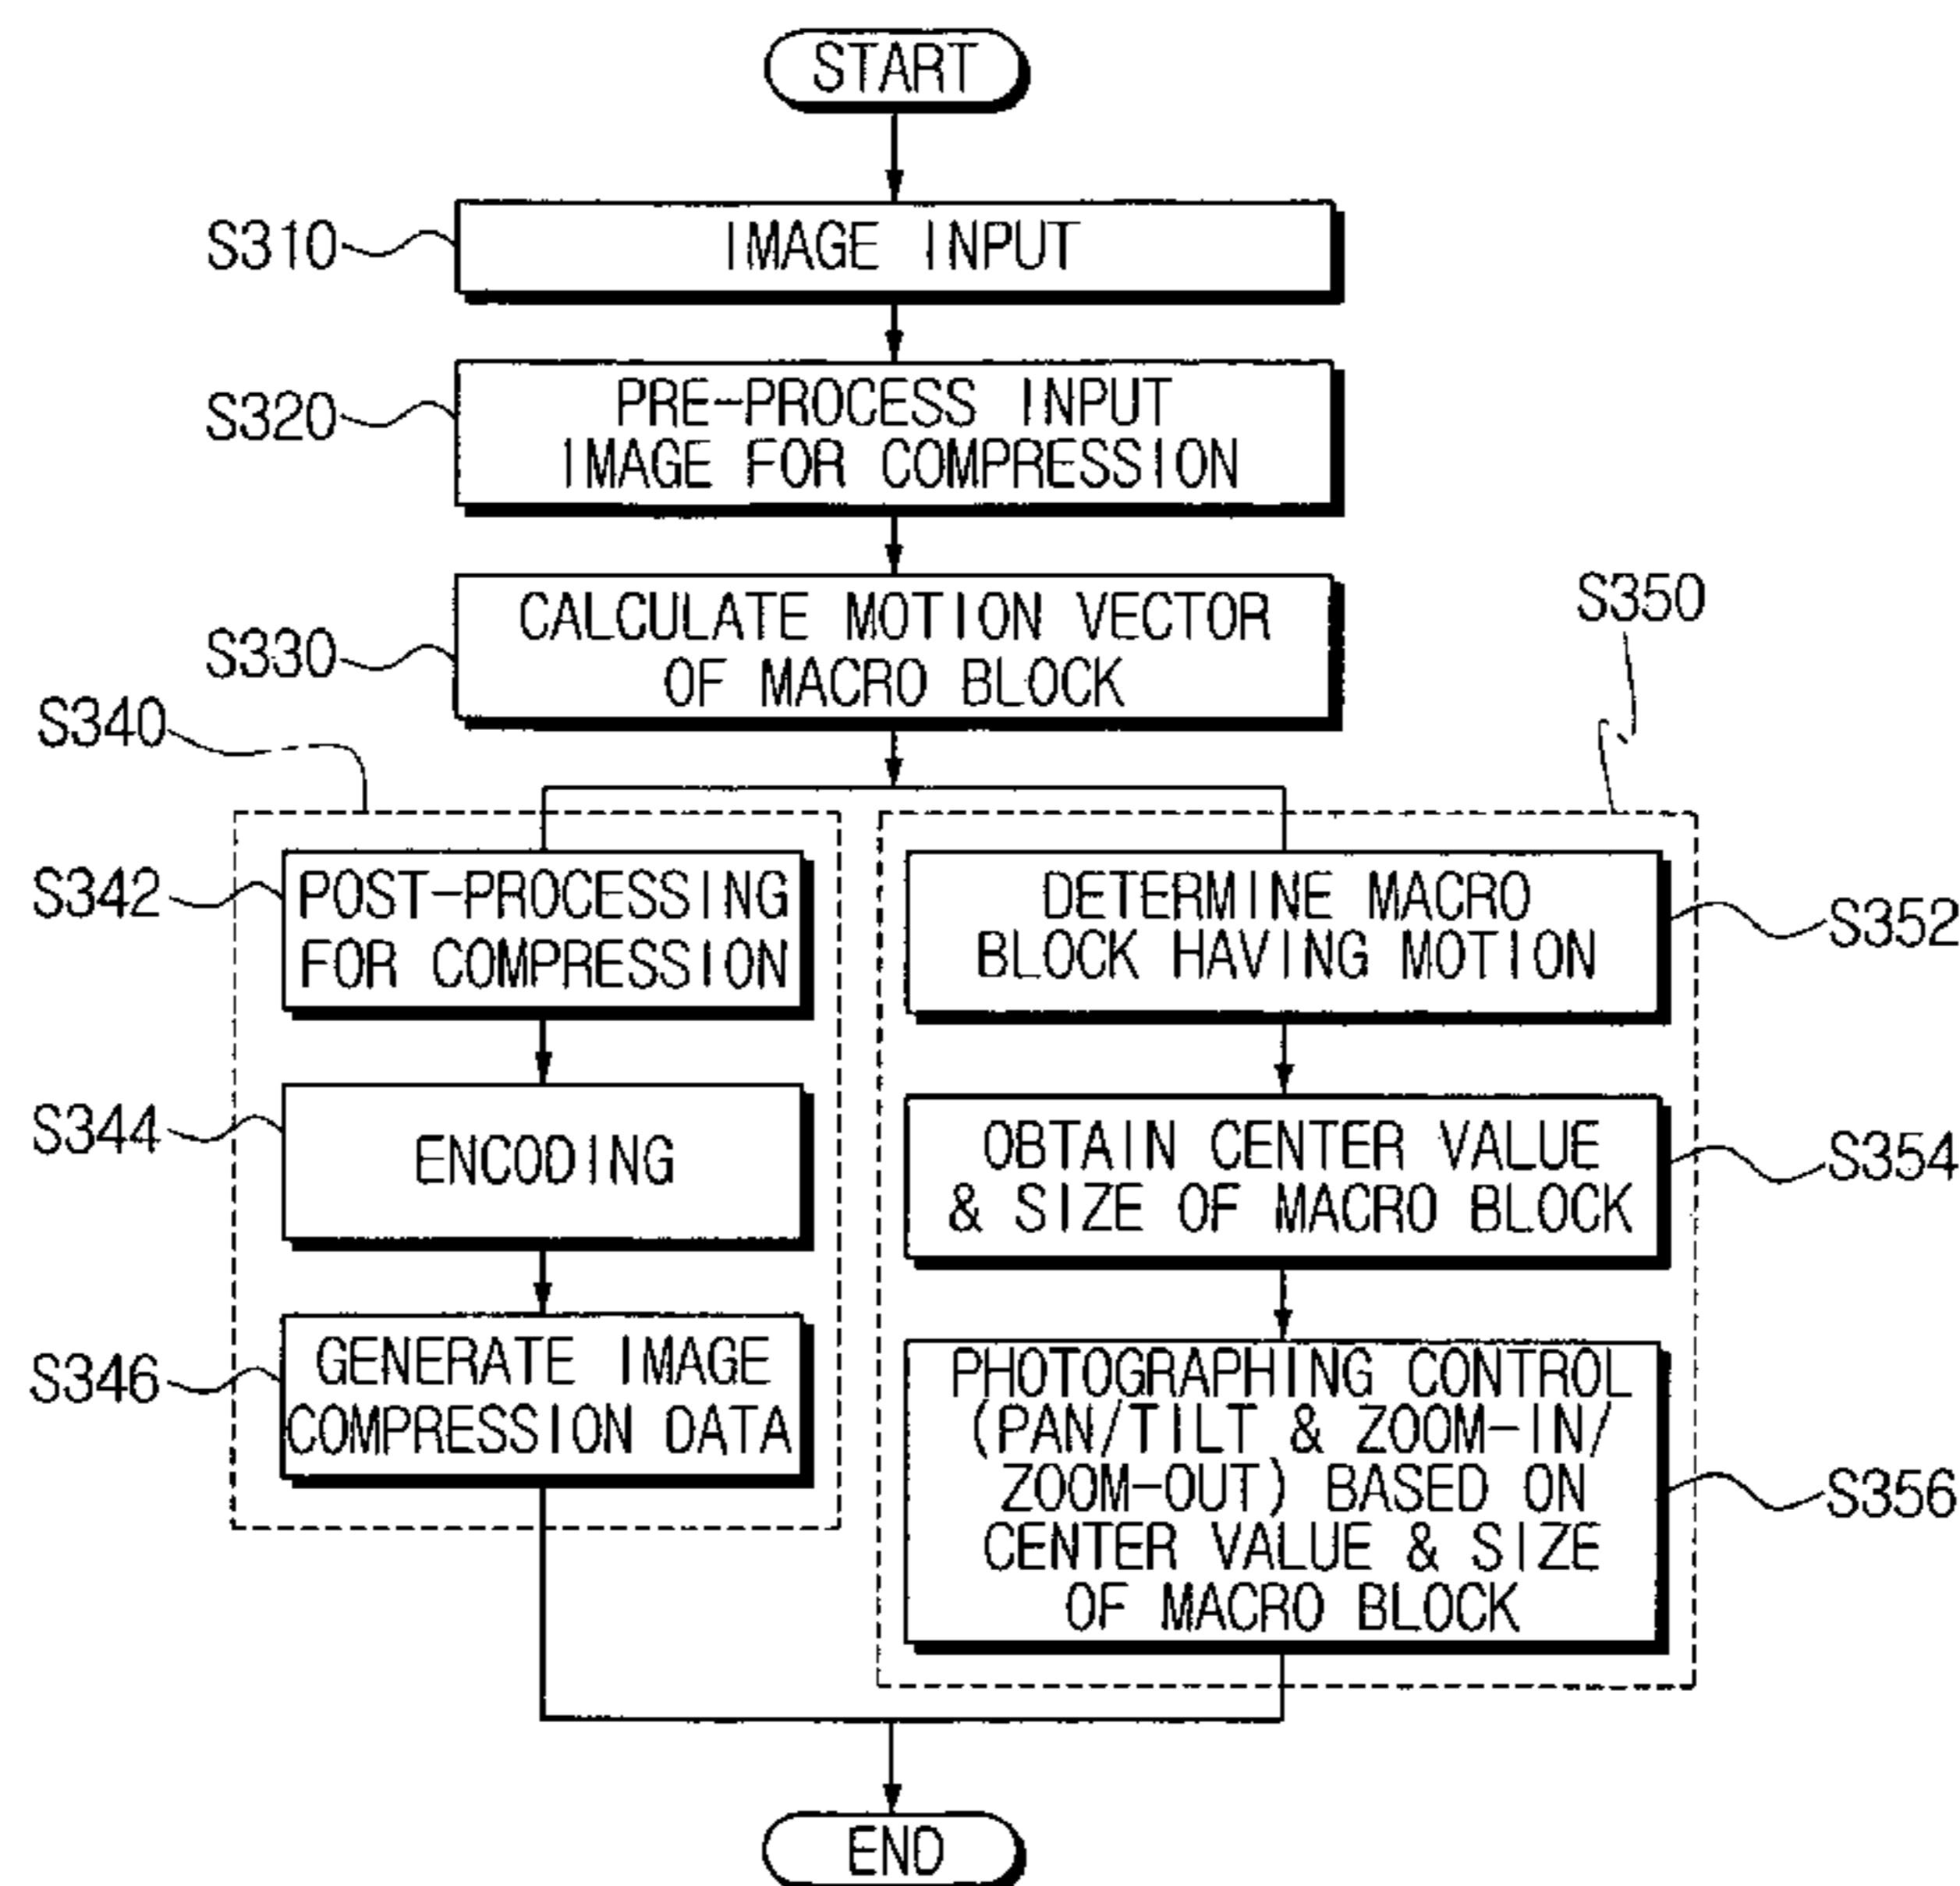 START
S310
IMAGE INPUT
S320
PRE-PROCESS INPUT
IMAGE FOR COMPRESSION
S330
CALCULATE MOTION VECTOR
OF MACRO BLOCK
S340
S350
S342
POST-PROCESSING
FOR COMPRESSION
S344
ENCODING
S346
GENERATE IMAGE
COMPRESSION DATA
DETERMINE MACRO
BLOCK HAVING MOTION
S352
OBTAIN CENTER VALUE
& SIZE OF MACRO BLOCK
S354
PHOTOGRAPHING CONTROL
(PAN/TILT & ZOOM-IN/
ZOOM-OUT) BASED ON
CENTER VALUE & SIZE
OF MACRO BLOCK
S356
END